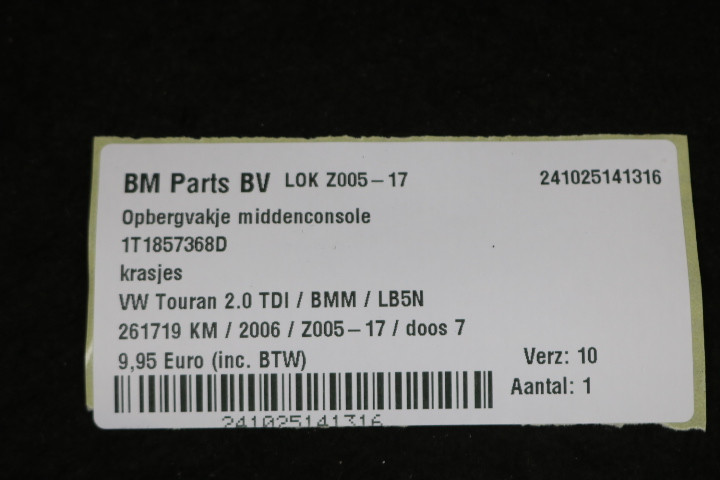 BM Parts BV LOK Z005-17 241025141316
Opbergvakje middenconsole
1T1857368D
krasjes
VW Touran 2.0 TDI / BMM / LB5N
261719 KM / 2006 / Z005-17 / doos 7
9,95 Euro (inc. BTW) Verz: 10
Aantal: 1
241025141316